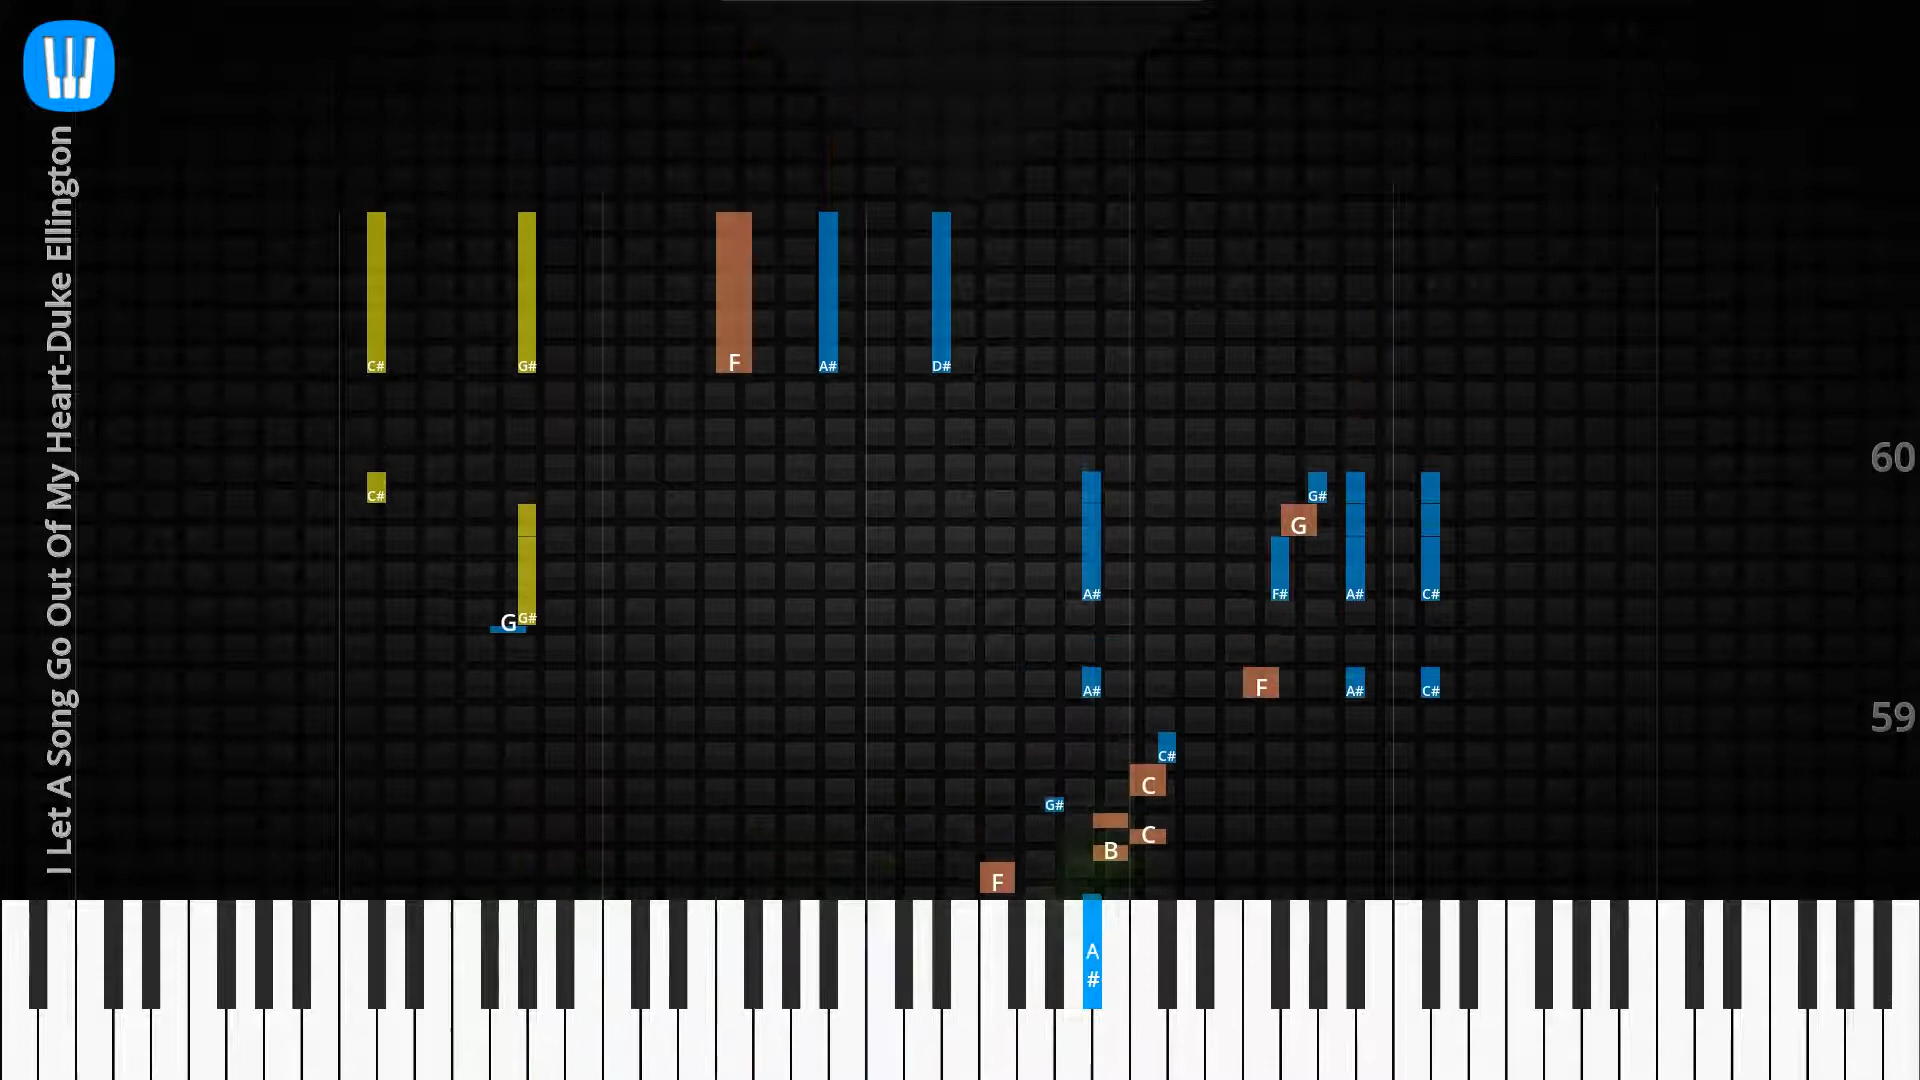 I Let A Song Go Out Of My Heart-Duke Ellington
C# G# F A# D#
60
C# G#
G
A# F# A# C#
G G#
A# F A# C#
59
C#
C
G#
C
B
F
A
#